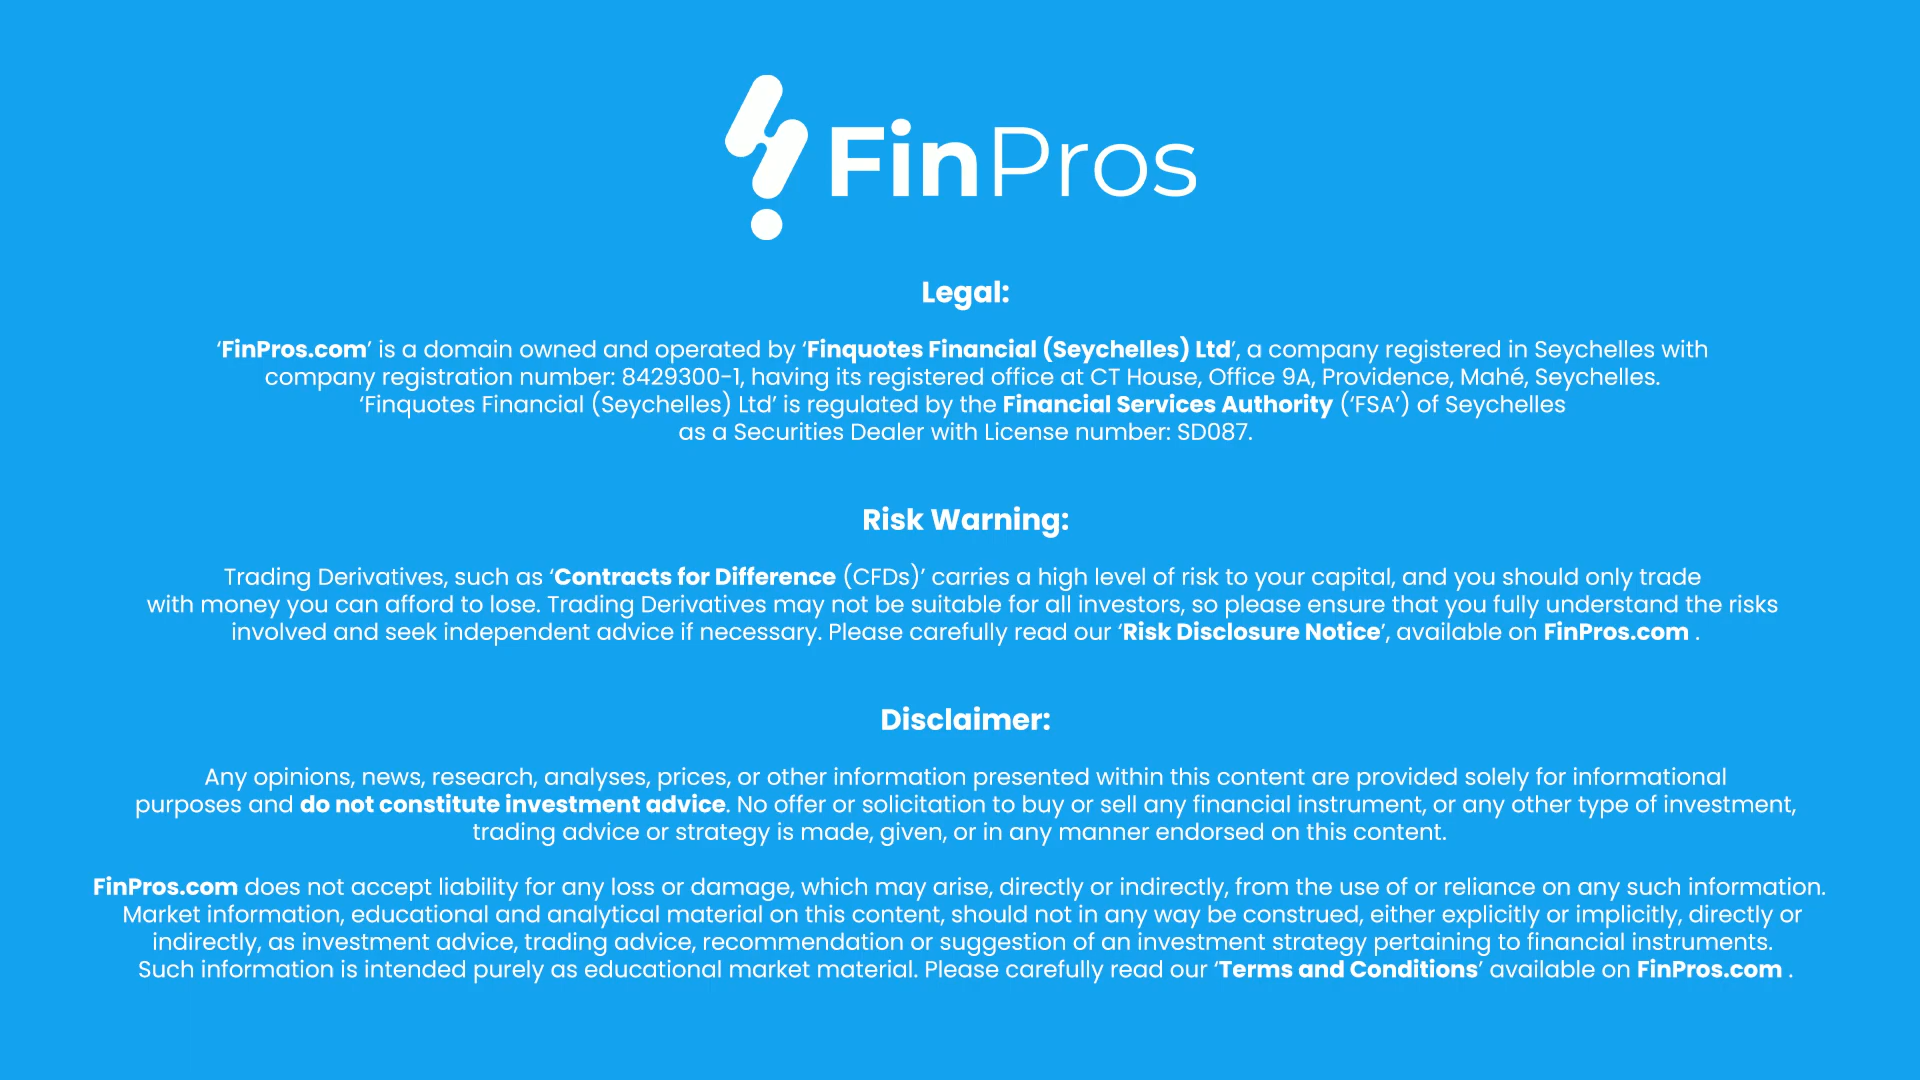 FinPros
Legal:
‘FinPros.com’ is a domain owned and operated by ‘Finquotes Financial (Seychelles) Ltd’, a company registered in Seychelles with
company registration number: 8429300-1, having its registered office at CT House, Office 9A, Providence, Mahé, Seychelles.
‘Finquotes Financial (Seychelles) Ltd’ is regulated by the Financial Services Authority (‘FSA’) of Seychelles
as a Securities Dealer with License number: SD087.
Risk Warning:
Trading Derivatives, such as ‘Contracts for Difference (CFDs)’ carries a high level of risk to your capital, and you should only trade
with money you can afford to lose. Trading Derivatives may not be suitable for all investors, so please ensure that you fully understand the risks
involved and seek independent advice if necessary. Please carefully read our ‘Risk Disclosure Notice’, available on FinPros.com .
Disclaimer:
Any opinions, news, research, analyses, prices, or other information presented within this content are provided solely for informational
purposes and do not constitute investment advice. No offer or solicitation to buy or sell any financial instrument, or any other type of investment,
trading advice or strategy is made, given, or in any manner endorsed on this content.
FinPros.com does not accept liability for any loss or damage, which may arise, directly or indirectly, from the use of or reliance on any such information.
Market information, educational and analytical material on this content, should not in any way be construed, either explicitly or implicitly, directly or
indirectly, as investment advice, trading advice, recommendation or suggestion of an investment strategy pertaining to financial instruments.
Such information is intended purely as educational market material. Please carefully read our ‘Terms and Conditions’ available on FinPros.com .